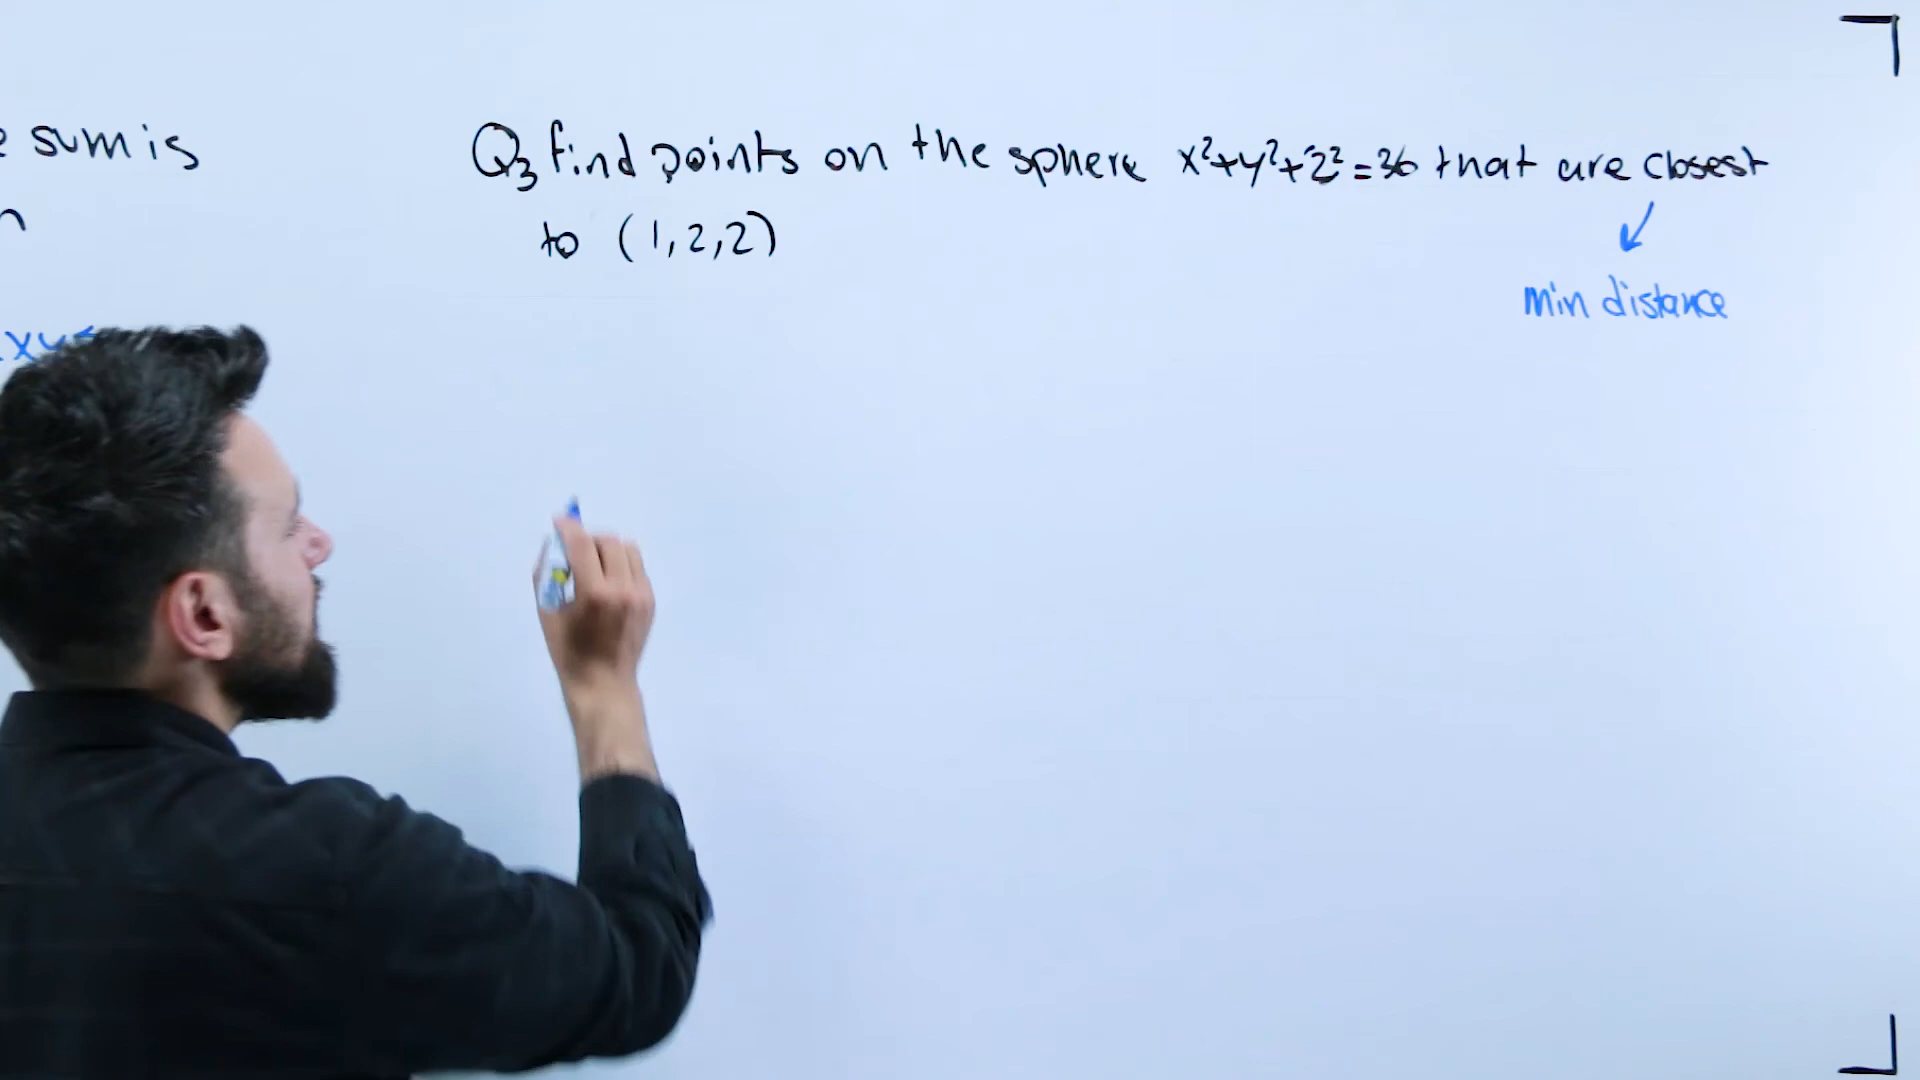 sum is
Q3 find points on the sphere x²+y²+z²=36 that are closest
to (1,2,2)
min distance
xy